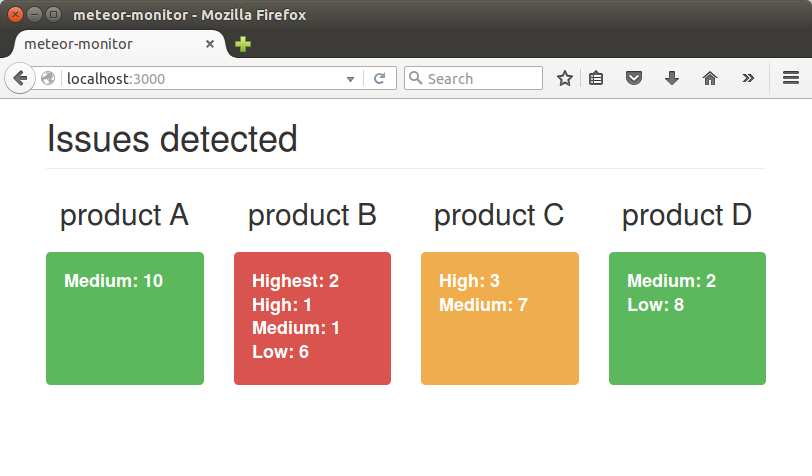 meteor-monitor - Mozilla Firefox
meteor-monitor
localhost:3000
Search
Issues detected
product A
Medium: 10
product B
Highest: 2
High: 1
Medium: 1
Low: 6
product C
High: 3
Medium: 7
product D
Medium: 2
Low: 8